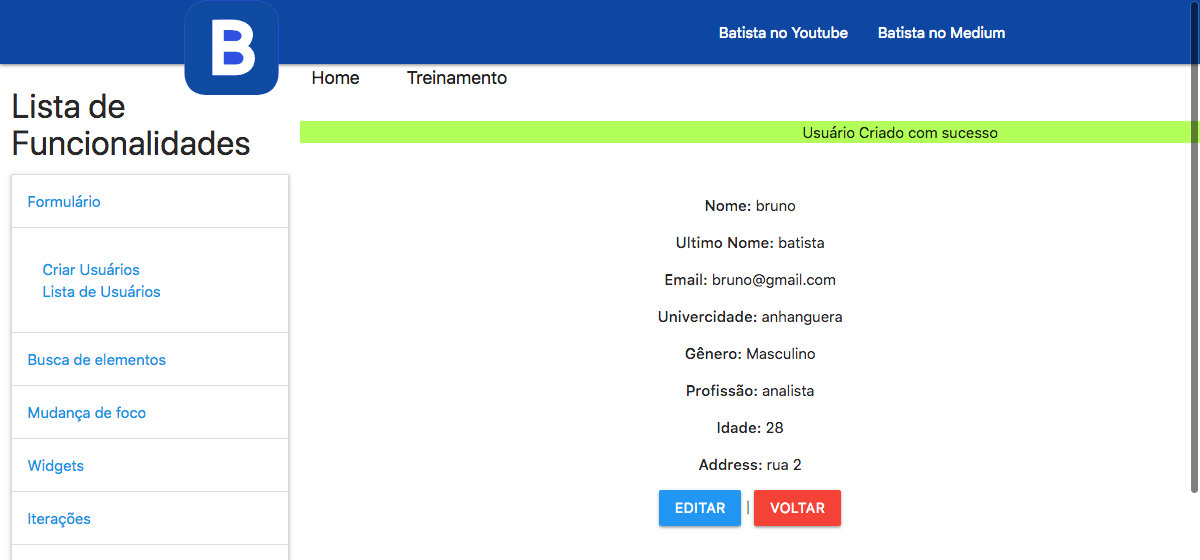 B
Batista no Youtube
Batista no Medium
Home
Treinamento
Lista de
Funcionalidades
Usuário Criado com sucesso
Formulário
Criar Usuários
Lista de Usuários
Busca de elementos
Mudança de foco
Widgets
Iterações
Nome: bruno
Ultimo Nome: batista
Email: bruno@gmail.com
Univercidade: anhanguera
Gênero: Masculino
Profissão: analista
Idade: 28
Address: rua 2
EDITAR | VOLTAR